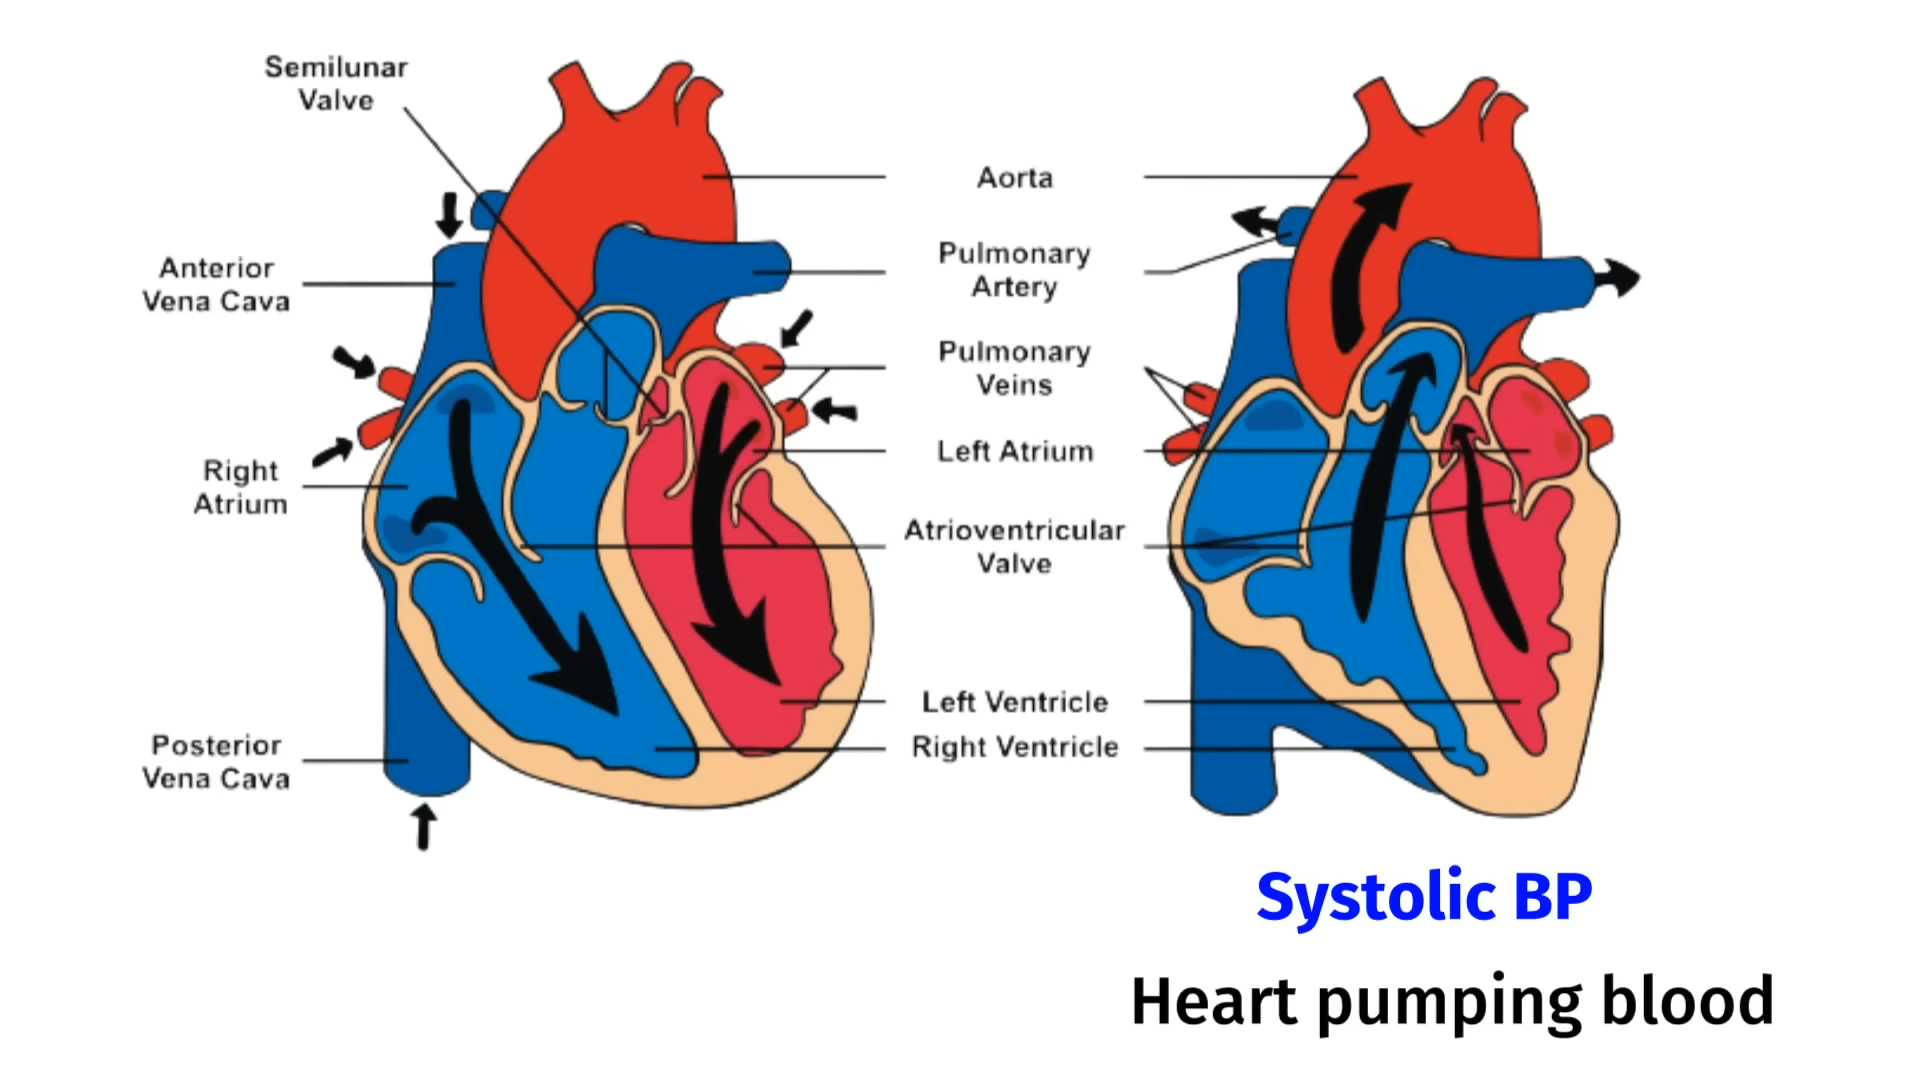 Semilunar
Valve
Anterior
Vena Cava
Right
Atrium
Posterior
Vena Cava
Aorta
Pulmonary
Artery
Pulmonary
Veins
Left Atrium
Atrioventricular
Valve
Left Ventricle
Right Ventricle
Systolic BP
Heart pumping blood